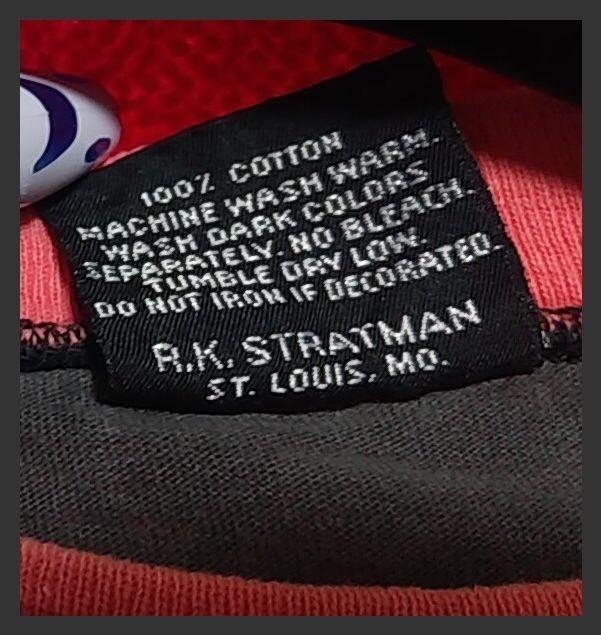 100% COTTON
MACHINE WASH WARM.
WASH DARK COLORS
SEPARATELY. NO BLEACH.
TUMBLE DRY LOW.
DO NOT IRON IF DECORATED.
R.K. STRATMAN
ST. LOUIS, MO.